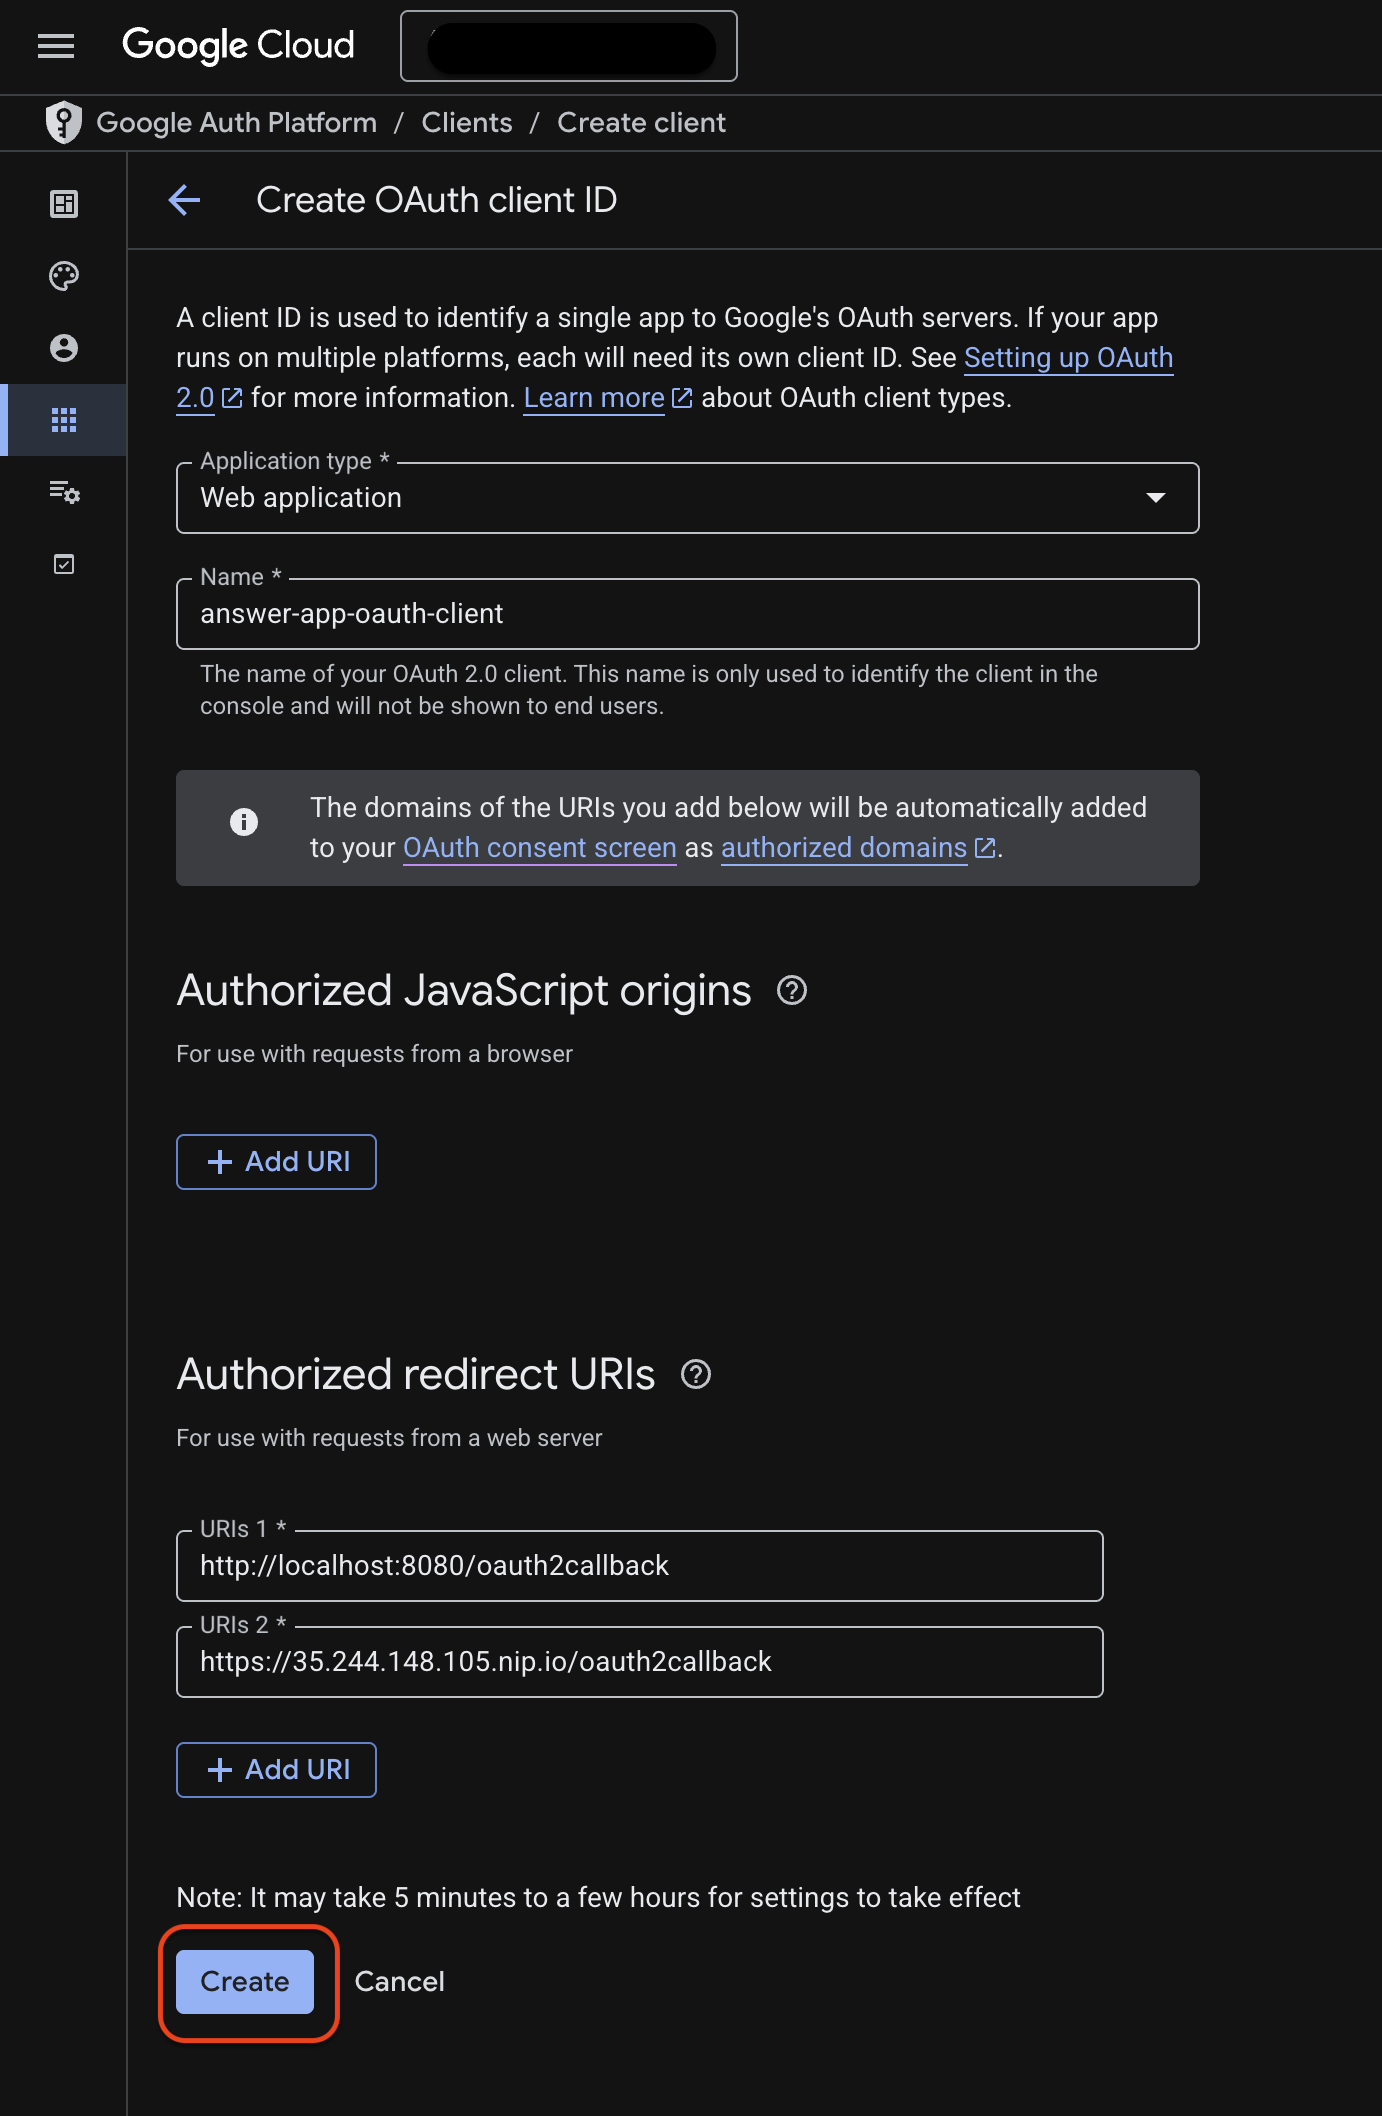 Google Cloud
Google Auth Platform / Clients / Create client
Create OAuth client ID
A client ID is used to identify a single app to Google's OAuth servers. If your app
runs on multiple platforms, each will need its own client ID. See Setting up OAuth
2.0 for more information. Learn more about OAuth client types.
Application type *
Web application
Name *
answer-app-oauth-client
The name of your OAuth 2.0 client. This name is only used to identify the client in the
console and will not be shown to end users.
The domains of the URIs you add below will be automatically added
to your OAuth consent screen as authorized domains.
Authorized JavaScript origins
For use with requests from a browser
+ Add URI
Authorized redirect URIs
For use with requests from a web server
URIs 1 *
http://localhost:8080/oauth2callback
URIs 2 *
https://35.244.148.105.nip.io/oauth2callback
+ Add URI
Note: It may take 5 minutes to a few hours for settings to take effect
Create Cancel